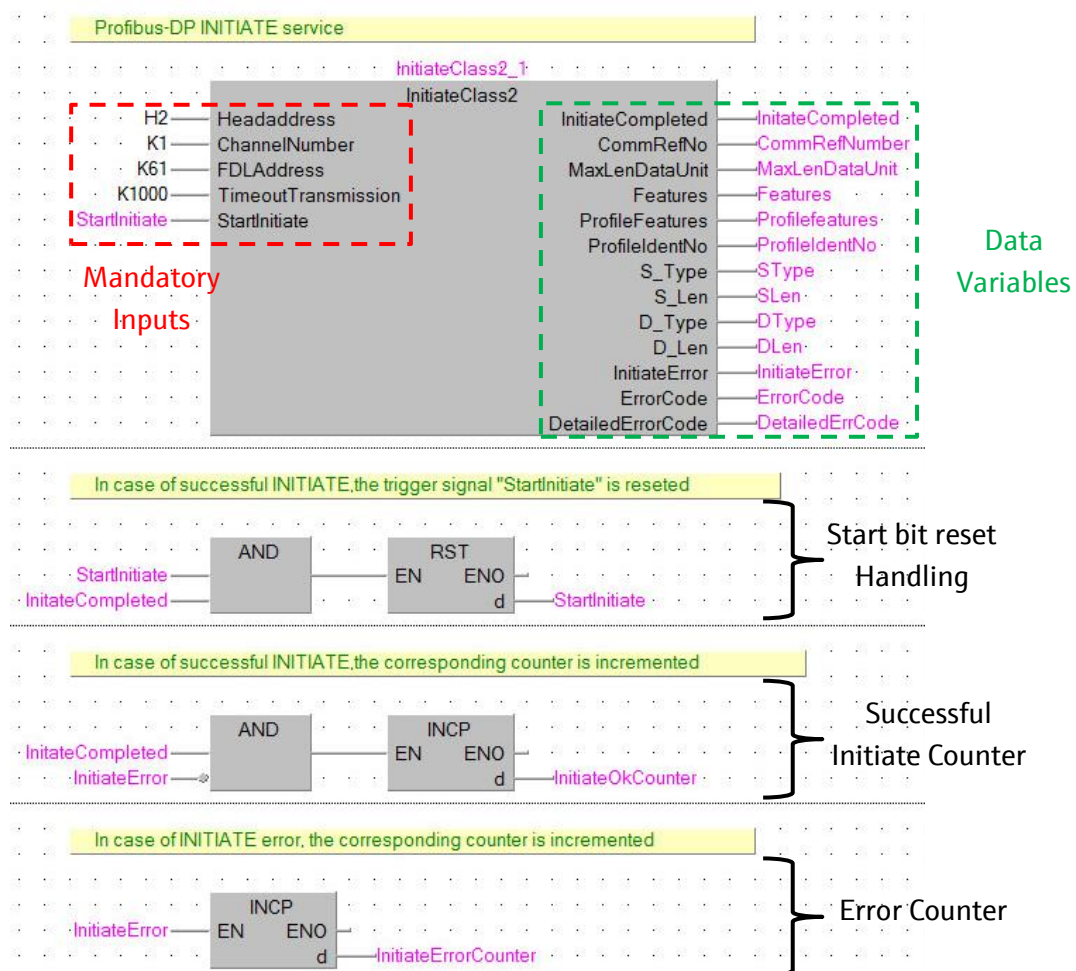 Profibus-DP INITIATE service
InitiateClass2_1
InitiateClass2
H2 Headaddress InitiateCompleted InitateCompleted
K1 ChannelNumber CommRefNo CommRefNumber
K61 FDLAddress MaxLenDataUnit MaxLenDataUnit
K1000 TimeoutTransmission Features Features
StartInitiate StartInitiate ProfileFeatures Profilefeatures
ProfileIdentNo ProfileIdentNo
S_Type SType
S_Len SLen
D_Type DType
D_Len DLen
InitiateError InitiateError
ErrorCode ErrorCode
DetailedErrorCode DetailedErrCode
Mandatory
Inputs
Data
Variables
In case of successful INITIATE,the trigger signal "StartInitiate" is reseted
AND RST
StartInitiate EN ENO
InitateCompleted d StartInitiate
Start bit reset
Handling
In case of successful INITIATE,the corresponding counter is incremented
AND INCP
InitateCompleted EN ENO
InitiateError d InitiateOkCounter
Successful
Initiate Counter
In case of INITIATE error, the corresponding counter is incremented
INCP
InitiateError EN ENO
d InitiateErrorCounter
Error Counter